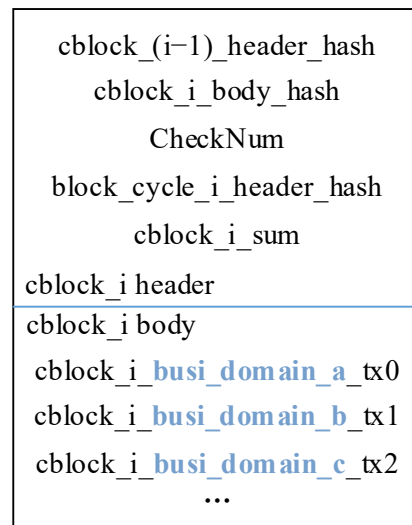 cblock_(i−1)_header_hash
cblock_i_body_hash
CheckNum
block_cycle_i_header_hash
cblock_i_sum
cblock_i header
cblock_i body
cblock_i_busi_domain_a_tx0
cblock_i_busi_domain_b_tx1
cblock_i_busi_domain_c_tx2
...